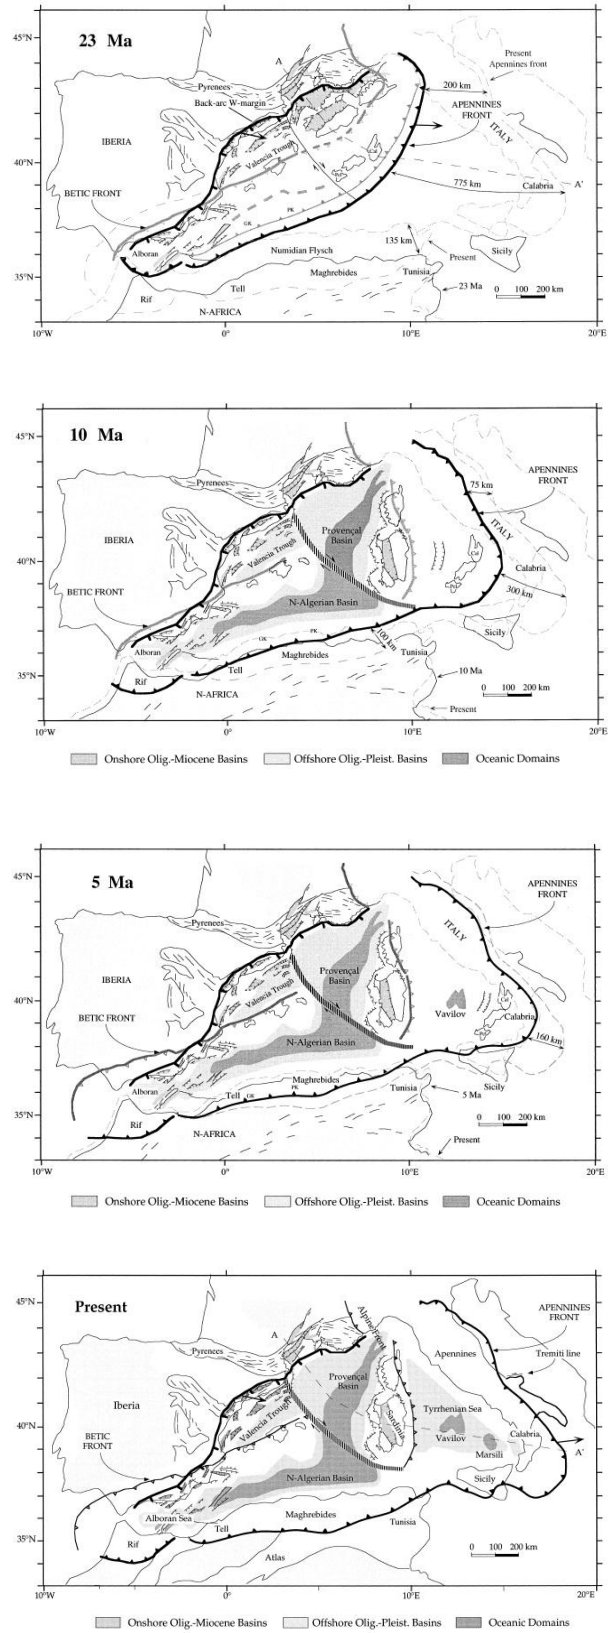 23 Ma
45°N
A
Present
Apennines front
200 km
Pyrenees
Back-arc W-margin
APENNINES
FRONT
ITALY
IBERIA
Valencia Trough
40°N
775 km
Calabria
A'
BETIC FRONT
GK
PK
135 km
Alboran
Numidian Flysch
Present
Sicily
35°N
Maghrebides
Tunisia
Rif
Tell
23 Ma
0 100 200 km
N-AFRICA
10°W
0°
10°E
20°E
10 Ma
45°N
APENNINES
FRONT
75 km
Pyrenees
ITALY
Provençal
Basin
IBERIA
Valencia Trough
Cal
40°N
Calabria
BETIC FRONT
300 km
N-Algerian Basin
GK
PK
100 km
Sicily
Alboran
Maghrebides
Tunisia
35°N
Tell
10 Ma
Rif
N-AFRICA
0 100 200 km
Present
10°W
0°
10°E
20°E
Onshore Olig.-Miocene Basins
Offshore Olig.-Pleist. Basins
Oceanic Domains
5 Ma
45°N
APENNINES
FRONT
Pyrenees
ITALY
Provençal
Basin
IBERIA
Valencia Trough
40°N
BETIC FRONT
Vavilov
Calabria
N-Algerian Basin
160 km
Maghrebides
Alboran
PK
Tunisia
Sicily
Tell
GK
5 Ma
35°N
Rif
0 100 200 km
N-AFRICA
Present
10°W
0°
10°E
20°E
Onshore Olig.-Miocene Basins
Offshore Olig.-Pleist. Basins
Oceanic Domains
Present
45°N
APENNINES
FRONT
A
Alpine Front
Pyrenees
Apennines
Tremiti line
Provençal
Basin
Iberia
Tyrrhenian Sea
Valencia Trough
Sardinia
40°N
BETIC
FRONT
Vavilov
Calabria
Marsili
A'
N-Algerian Basin
Sicily
Alboran Sea
Maghrebides
Tunisia
Tell
35°N
Rif
Atlas
0 100 200 km
10°W
0°
10°E
20°E
Onshore Olig.-Miocene Basins
Offshore Olig.-Pleist. Basins
Oceanic Domains